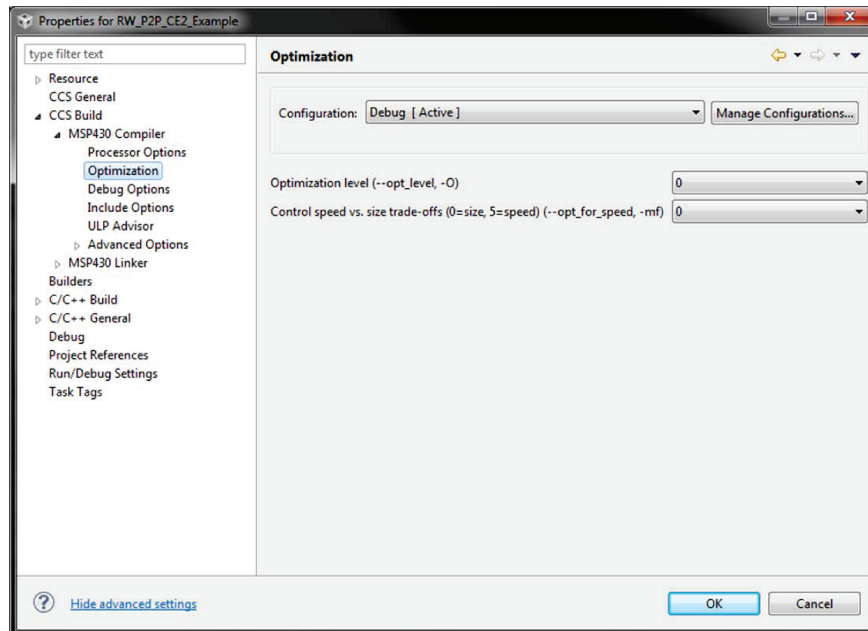 Properties for RW_P2P_CE2_Example
type filter text
Resource
CCS General
CCS Build
MSP430 Compiler
Processor Options
Optimization
Debug Options
Include Options
ULP Advisor
Advanced Options
MSP430 Linker
Builders
C/C++ Build
C/C++ General
Debug
Project References
Run/Debug Settings
Task Tags
Optimization
Configuration: Debug [ Active ] Manage Configurations...
Optimization level (--opt_level, -O) 0
Control speed vs. size trade-offs (0=size, 5=speed) (--opt_for_speed, -mf) 0
? Hide advanced settings OK Cancel